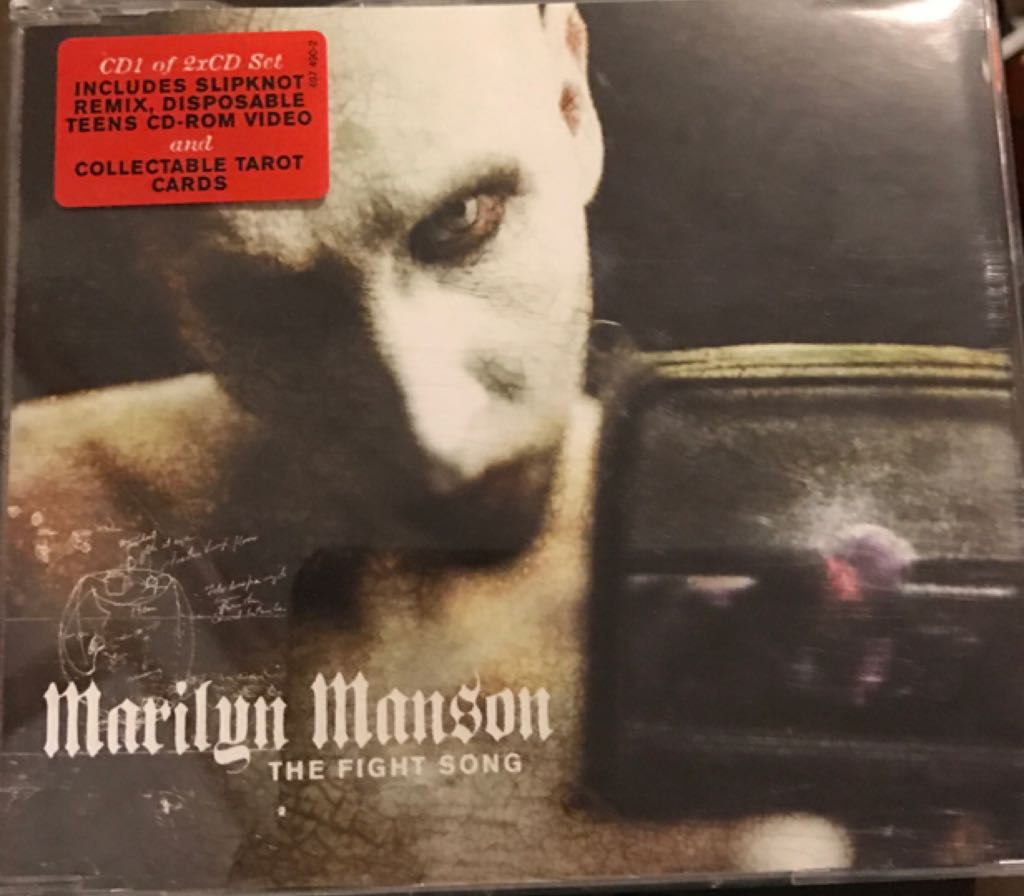 CD1 of 2xCD Set
INCLUDES SLIPKNOT
REMIX, DISPOSABLE
TEENS CD-ROM VIDEO
and
COLLECTABLE TAROT
CARDS
Marilyn Manson
THE FIGHT SONG